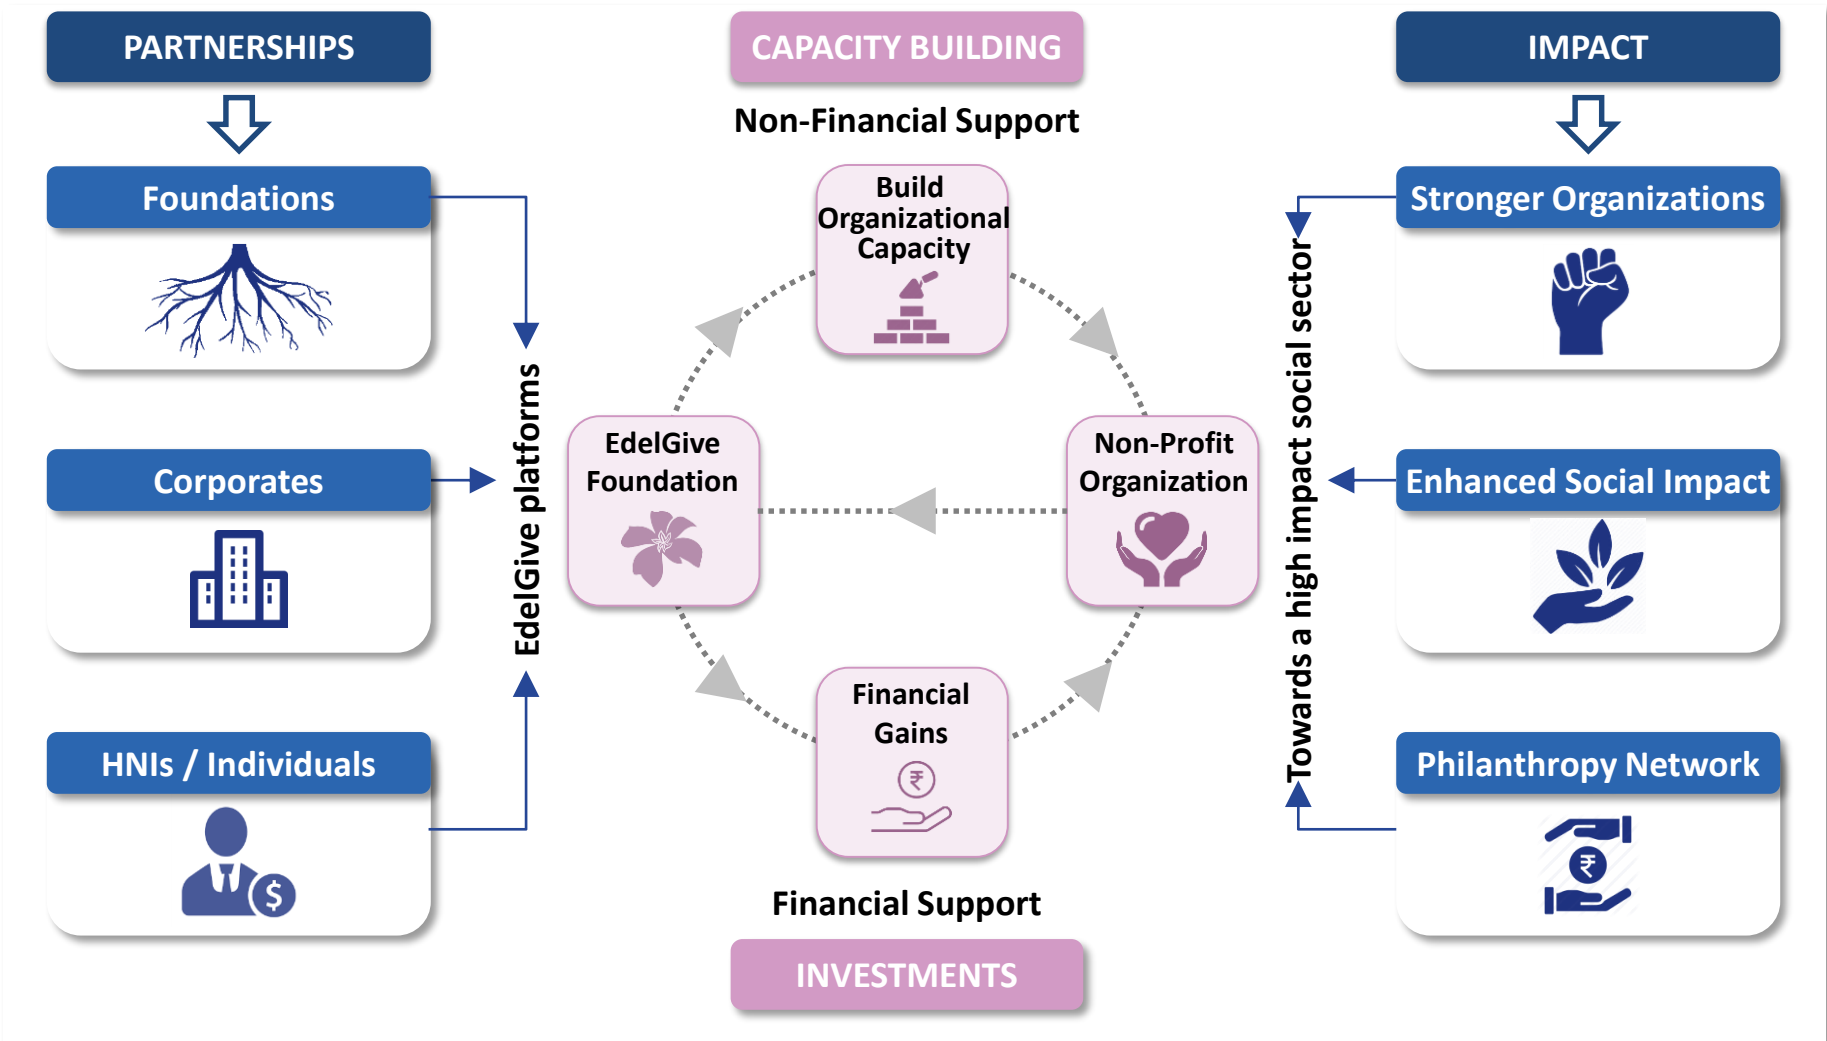 PARTNERSHIPS
Foundations
Corporates
HNIs / Individuals
$
EdelGive platforms
CAPACITY BUILDING
Non-Financial Support
Build
Organizational
Capacity
EdelGive
Foundation
Non-Profit
Organization
Financial
Gains
₹
Financial Support
INVESTMENTS
Towards a high impact social sector
IMPACT
Stronger Organizations
Enhanced Social Impact
Philanthropy Network
₹